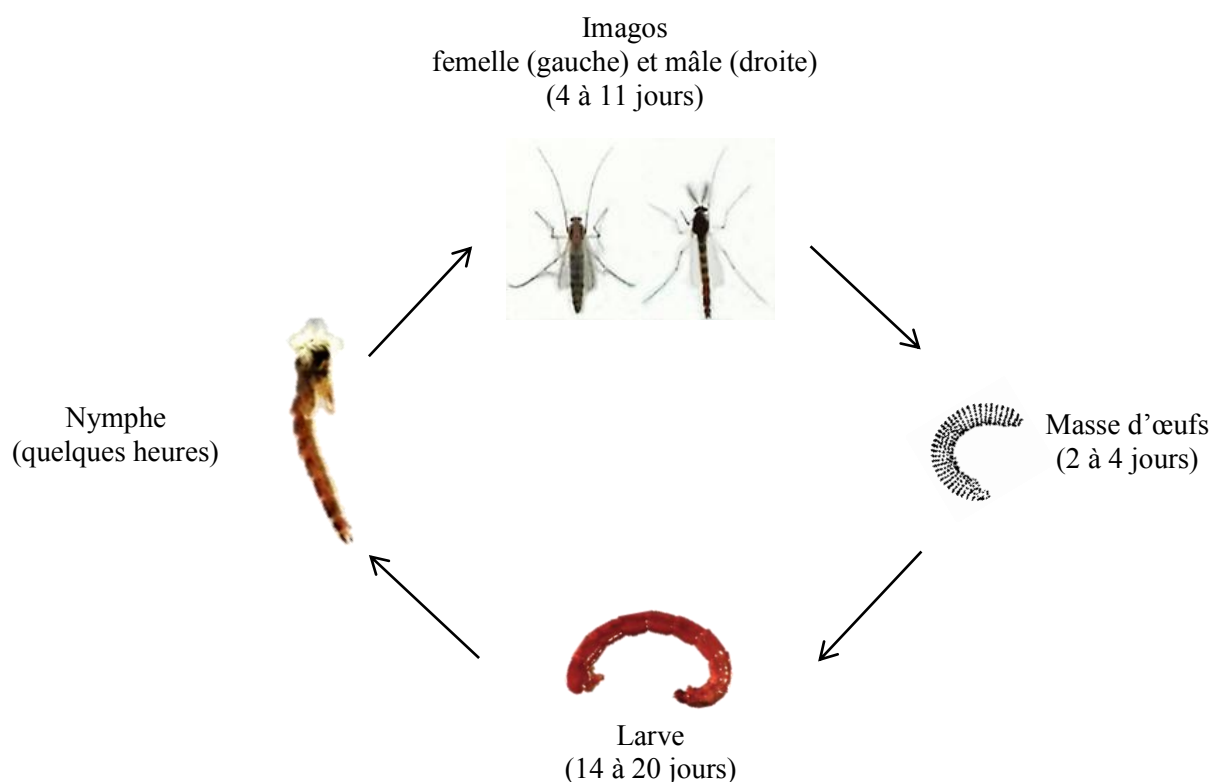 Imagos
femelle (gauche) et mâle (droite)
(4 à 11 jours)
Nymphe
(quelques heures)
Masse d’œufs
(2 à 4 jours)
Larve
(14 à 20 jours)